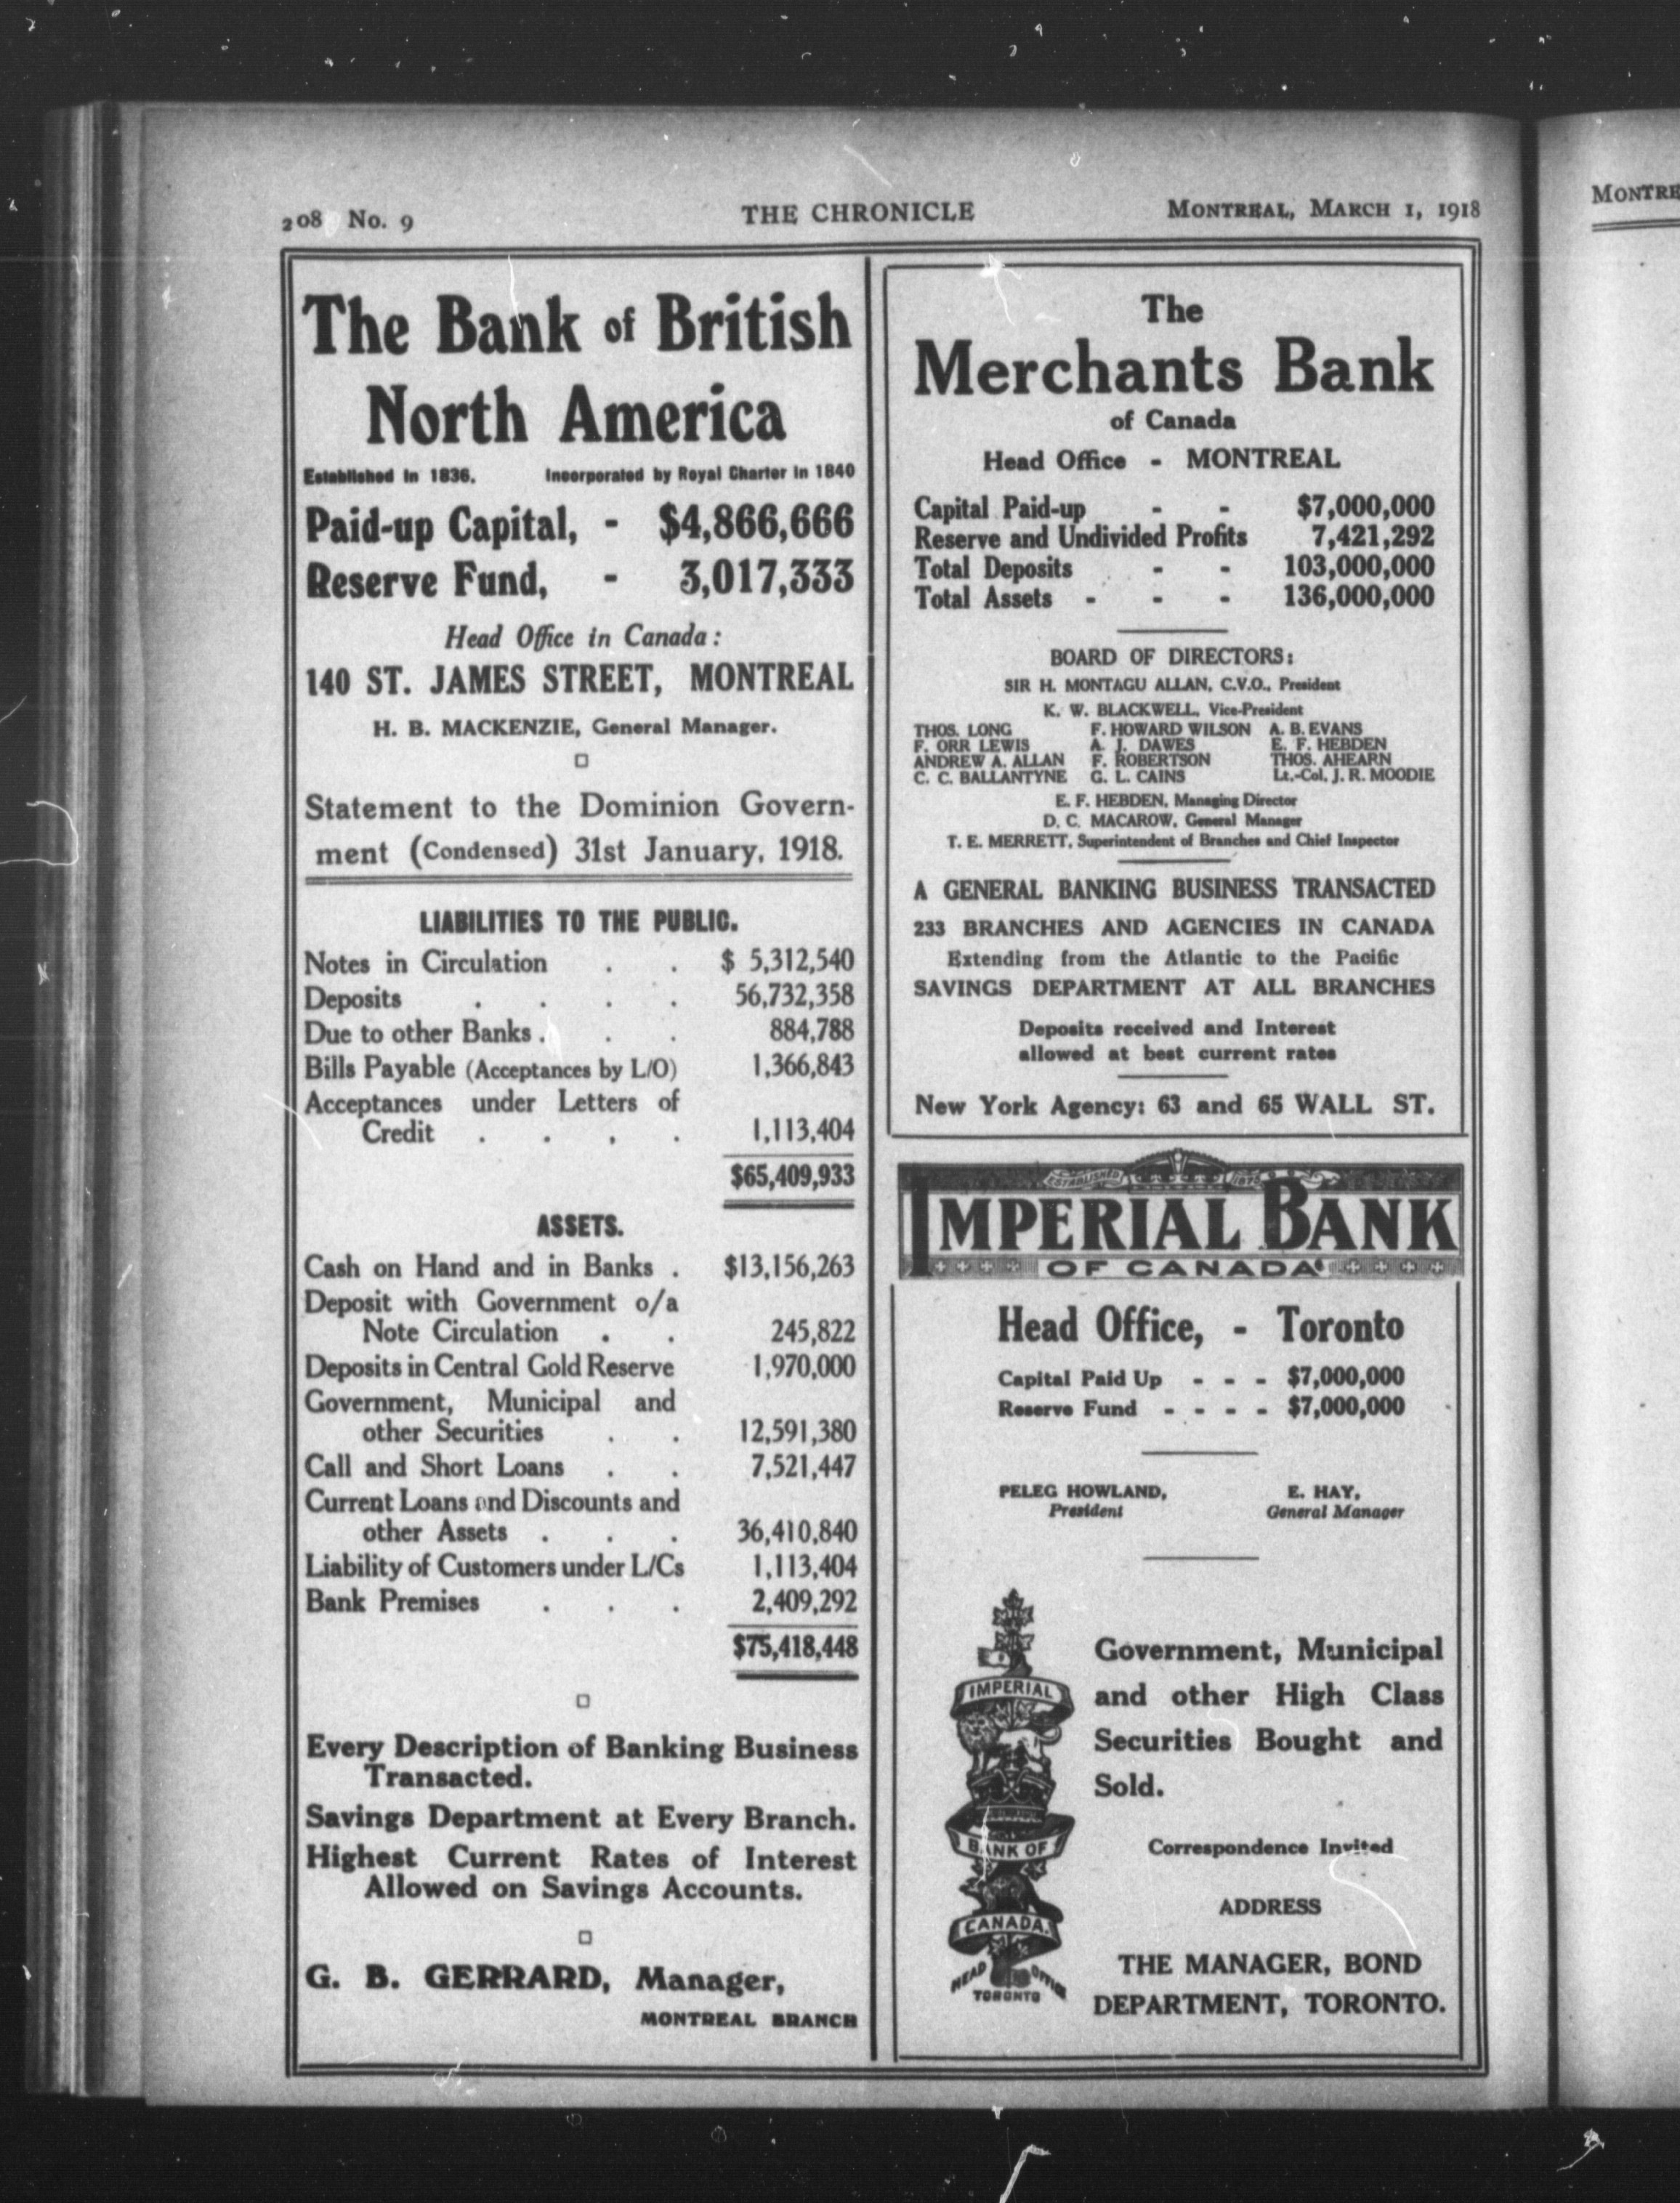 208 No. 9
THE CHRONICLE
MONTREAL, MARCH 1, 1918
The Bank of British
North America
Established in 1836. Incorporated by Royal Charter in 1840
Paid-up Capital, - $4,866,666
Reserve Fund, - 3,017,333
Head Office in Canada:
140 ST. JAMES STREET, MONTREAL
H. B. MACKENZIE, General Manager.
Statement to the Dominion Govern-
ment (Condensed) 31st January, 1918.
LIABILITIES TO THE PUBLIC.
Notes in Circulation . . $ 5,312,540
Deposits . . . . 56,732,358
Due to other Banks . . . 884,788
Bills Payable (Acceptances by L/O) 1,366,843
Acceptances under Letters of
Credit . . . . 1,113,404
$65,409,933
ASSETS.
Cash on Hand and in Banks . $13,156,263
Deposit with Government o/a
Note Circulation . . 245,822
Deposits in Central Gold Reserve 1,970,000
Government, Municipal and
other Securities . . 12,591,380
Call and Short Loans . . 7,521,447
Current Loans and Discounts and
other Assets . . . 36,410,840
Liability of Customers under L/Cs 1,113,404
Bank Premises . . . 2,409,292
$75,418,448
Every Description of Banking Business
Transacted.
Savings Department at Every Branch.
Highest Current Rates of Interest
Allowed on Savings Accounts.
G. B. GERRARD, Manager,
MONTREAL BRANCH
The
Merchants Bank
of Canada
Head Office - MONTREAL
Capital Paid-up - - $7,000,000
Reserve and Undivided Profits 7,421,292
Total Deposits - - 103,000,000
Total Assets - - - 136,000,000
BOARD OF DIRECTORS:
SIR H. MONTAGU ALLAN, C.V.O., President
K. W. BLACKWELL, Vice-President
THOS. LONG F. HOWARD WILSON A. B. EVANS
F. ORR LEWIS A. J. DAWES E. F. HEBDEN
ANDREW A. ALLAN F. ROBERTSON THOS. AHEARN
C. C. BALLANTYNE G. L. CAINS Lt.-Col. J. R. MOODIE
E. F. HEBDEN, Managing Director
D. C. MACAROW, General Manager
T. E. MERRETT, Superintendent of Branches and Chief Inspector
A GENERAL BANKING BUSINESS TRANSACTED
233 BRANCHES AND AGENCIES IN CANADA
Extending from the Atlantic to the Pacific
SAVINGS DEPARTMENT AT ALL BRANCHES
Deposits received and Interest
allowed at best current rates
New York Agency: 63 and 65 WALL ST.
ESTABLISHED
IMPERIAL BANK
OF CANADA
Head Office, - Toronto
Capital Paid Up - - - $7,000,000
Reserve Fund - - - - $7,000,000
PELEG HOWLAND, E. HAY,
President General Manager
IMPERIAL
BANK OF
CANADA.
HEAD OFFICE
TORONTO
Government, Municipal
and other High Class
Securities Bought and
Sold.
Correspondence Invited
ADDRESS
THE MANAGER, BOND
DEPARTMENT, TORONTO.
MONTRE